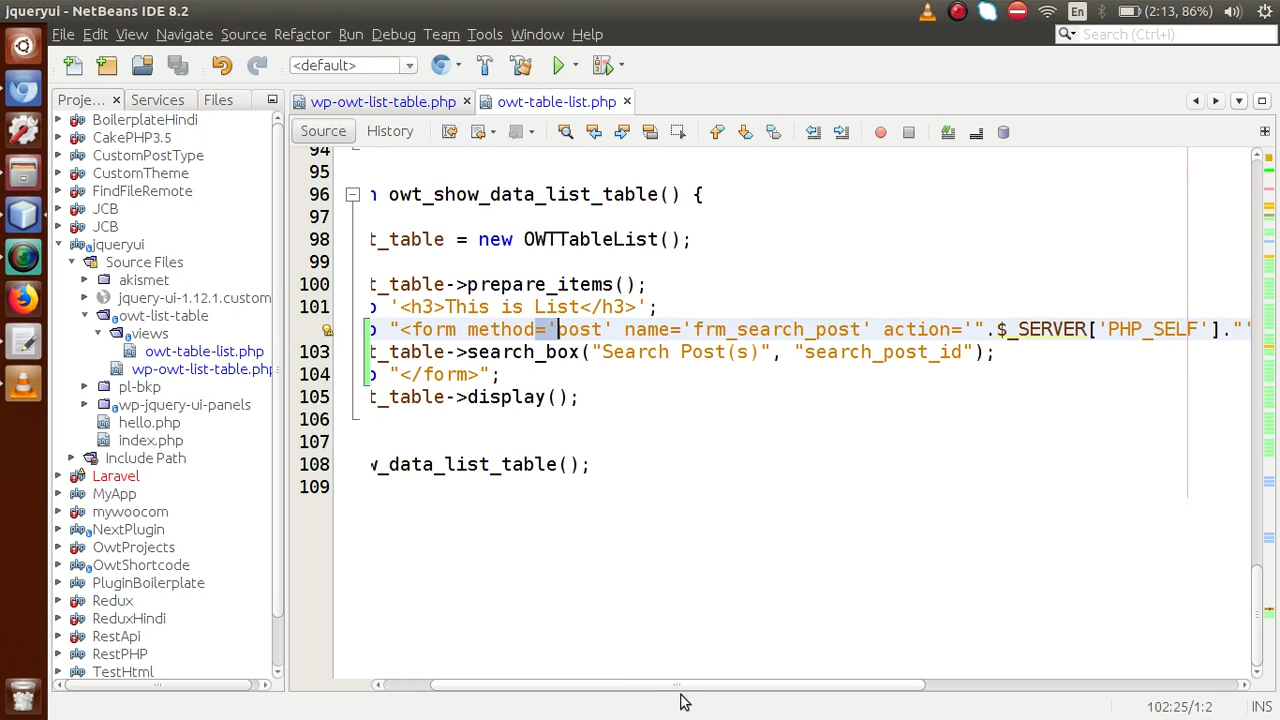 jqueryui - NetBeans IDE 8.2
En
(2:13, 86%)
File Edit View Navigate Source Refactor Run Debug Team Tools Window Help
Search (Ctrl+I)
<default>
Proje...
Services
Files
wp-owt-list-table.php
owt-table-list.php
Source
History
BoilerplateHindi
CakePHP3.5
CustomPostType
CustomTheme
FindFileRemote
JCB
JCB
jqueryui
Source Files
akismet
jquery-ui-1.12.1.custom
owt-list-table
views
owt-table-list.php
wp-owt-list-table.php
pl-bkp
wp-jquery-ui-panels
hello.php
index.php
Include Path
Laravel
MyApp
mywoocom
NextPlugin
OwtProjects
OwtShortcode
PluginBoilerplate
Redux
ReduxHindi
RestApi
RestPHP
TestHtml
94
95
96 n owt_show_data_list_table() {
97
98 t_table = new OWTTableList();
99
100 t_table->prepare_items();
101 o '<h3>This is List</h3>';
o "<form method='post' name='frm_search_post' action='".$_SERVER['PHP_SELF']."'
103 t_table->search_box("Search Post(s)", "search_post_id");
104 o "</form>";
105 t_table->display();
106
107
108 w_data_list_table();
109
102:25/1:2
INS